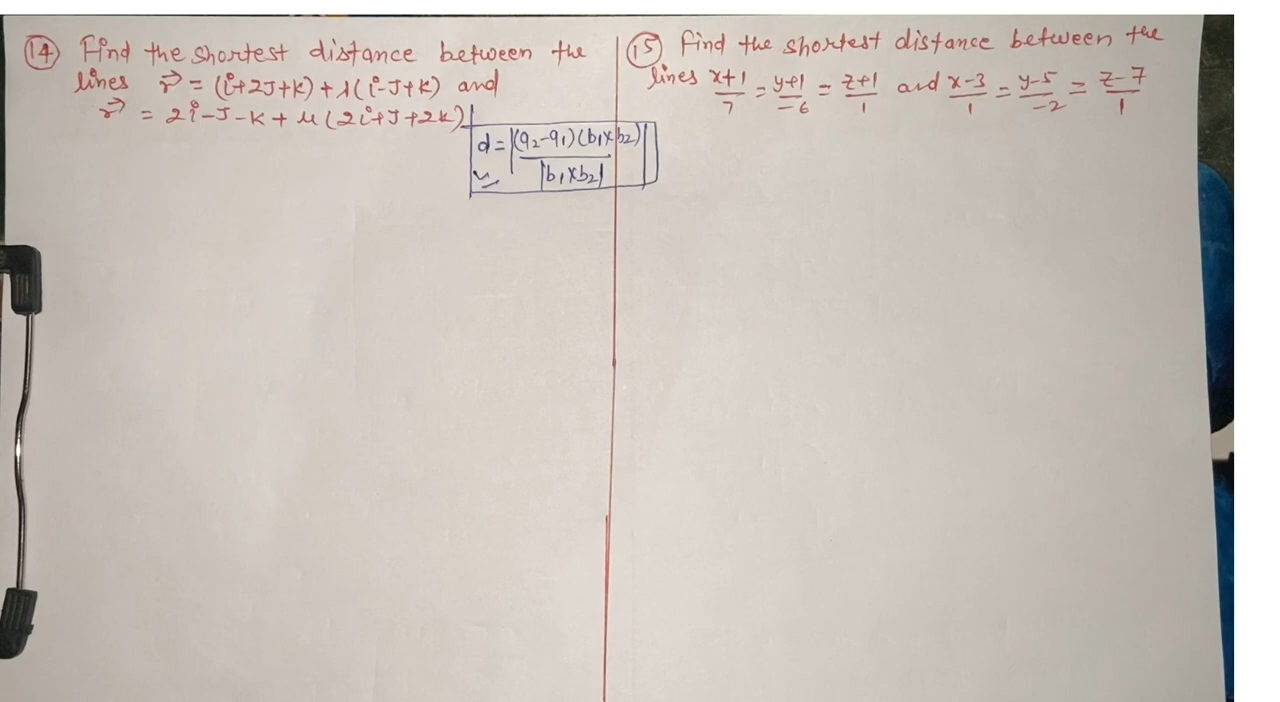 14 Find the shortest distance between the
lines r→ = (i+2J+k) + λ(i-J+k) and
r→ = 2i-J-k + μ(2i+J+2k)
d = |(a2-a1)(b1×b2)/|b1×b2||
15 Find the shortest distance between the
lines x+1/7 = y+1/-6 = z+1/1 and x-3/1 = y-5/-2 = z-7/1